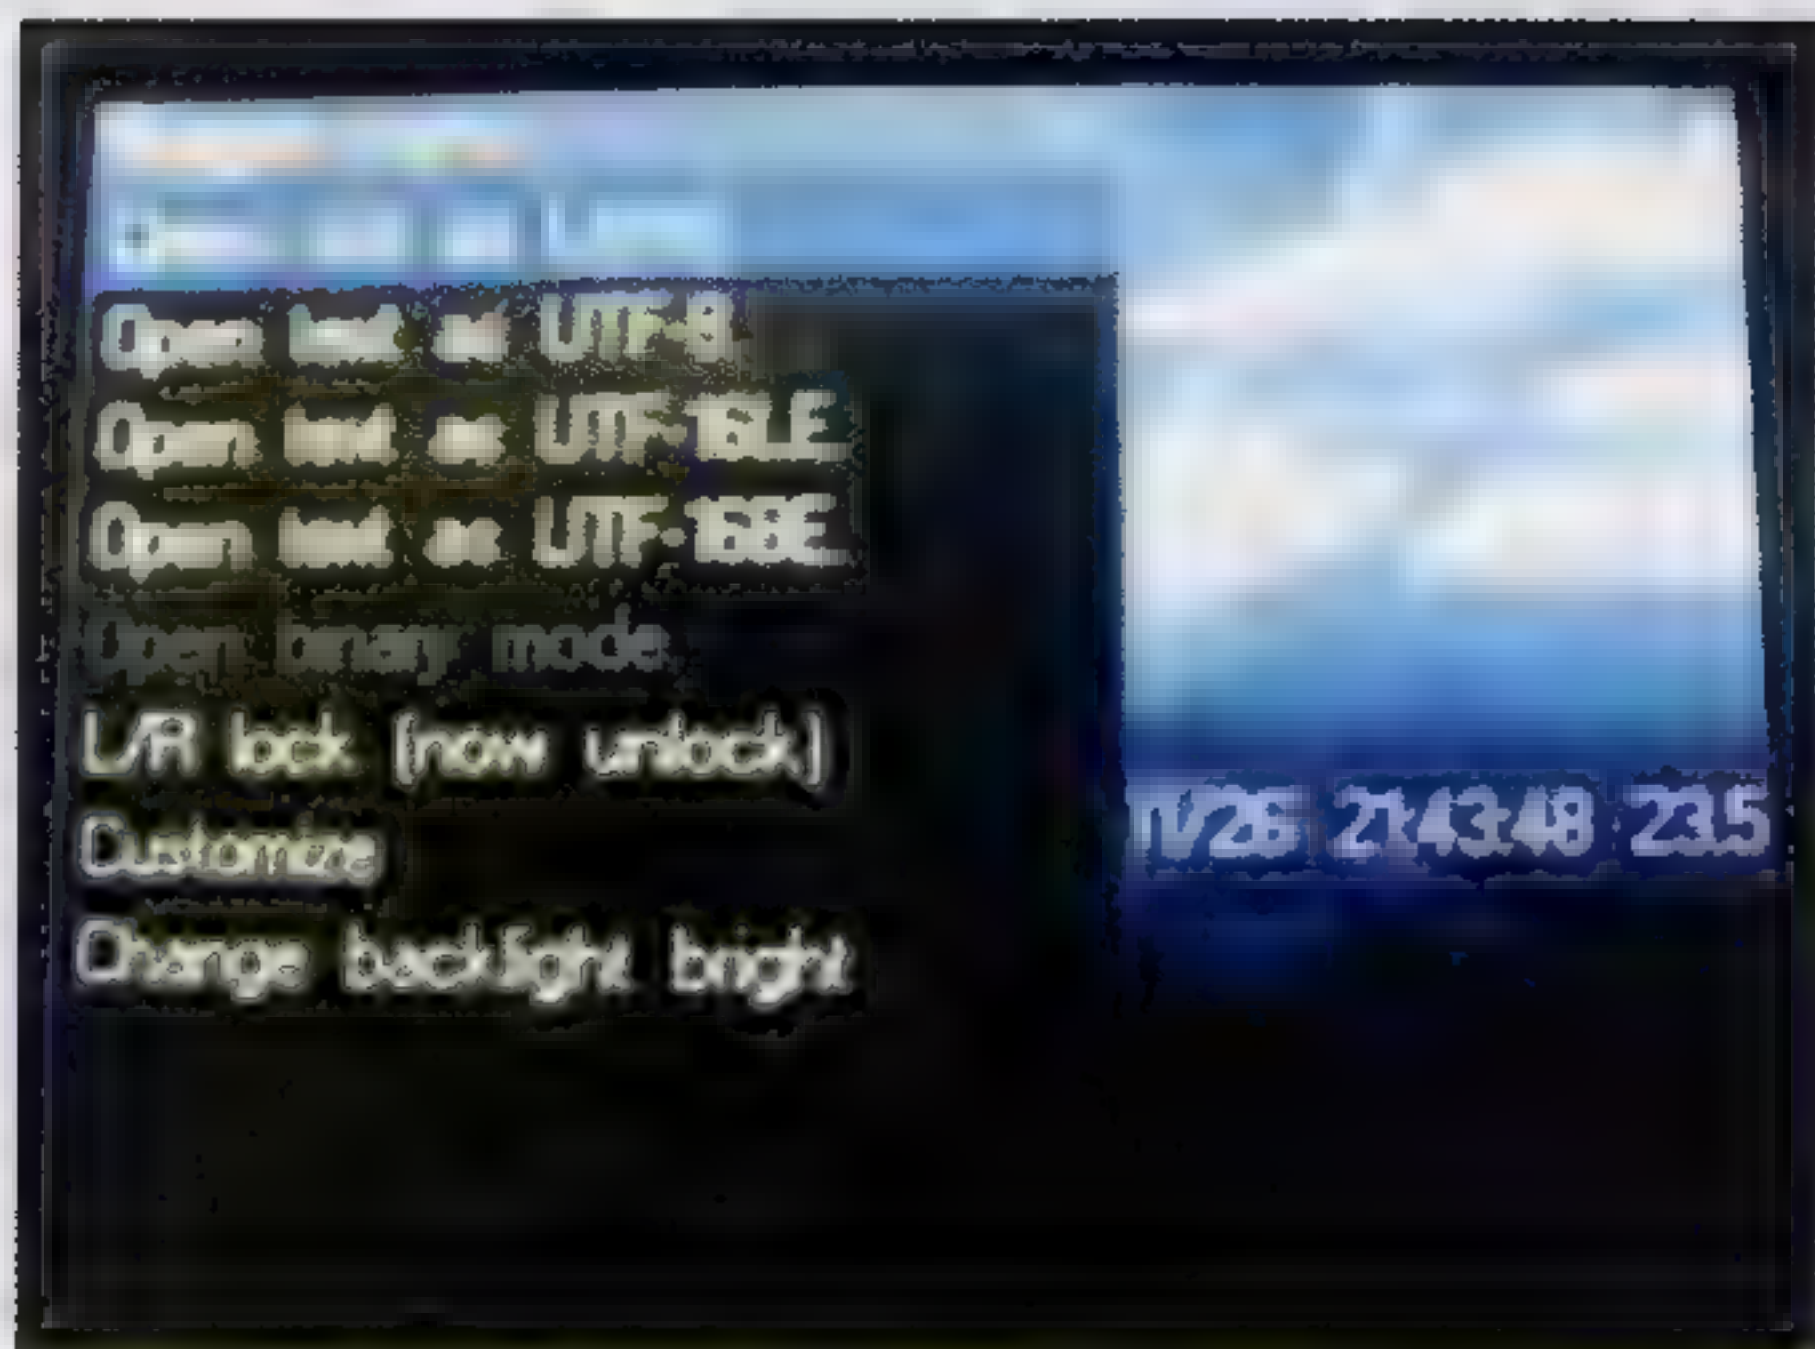 Open text as UTF-8
Open text as UTF-16LE
Open text as UTF-16BE
Open binary mode
L/R lock (now unlock)
Customize
Change backlight bright
11/26 21:43:48 23.5